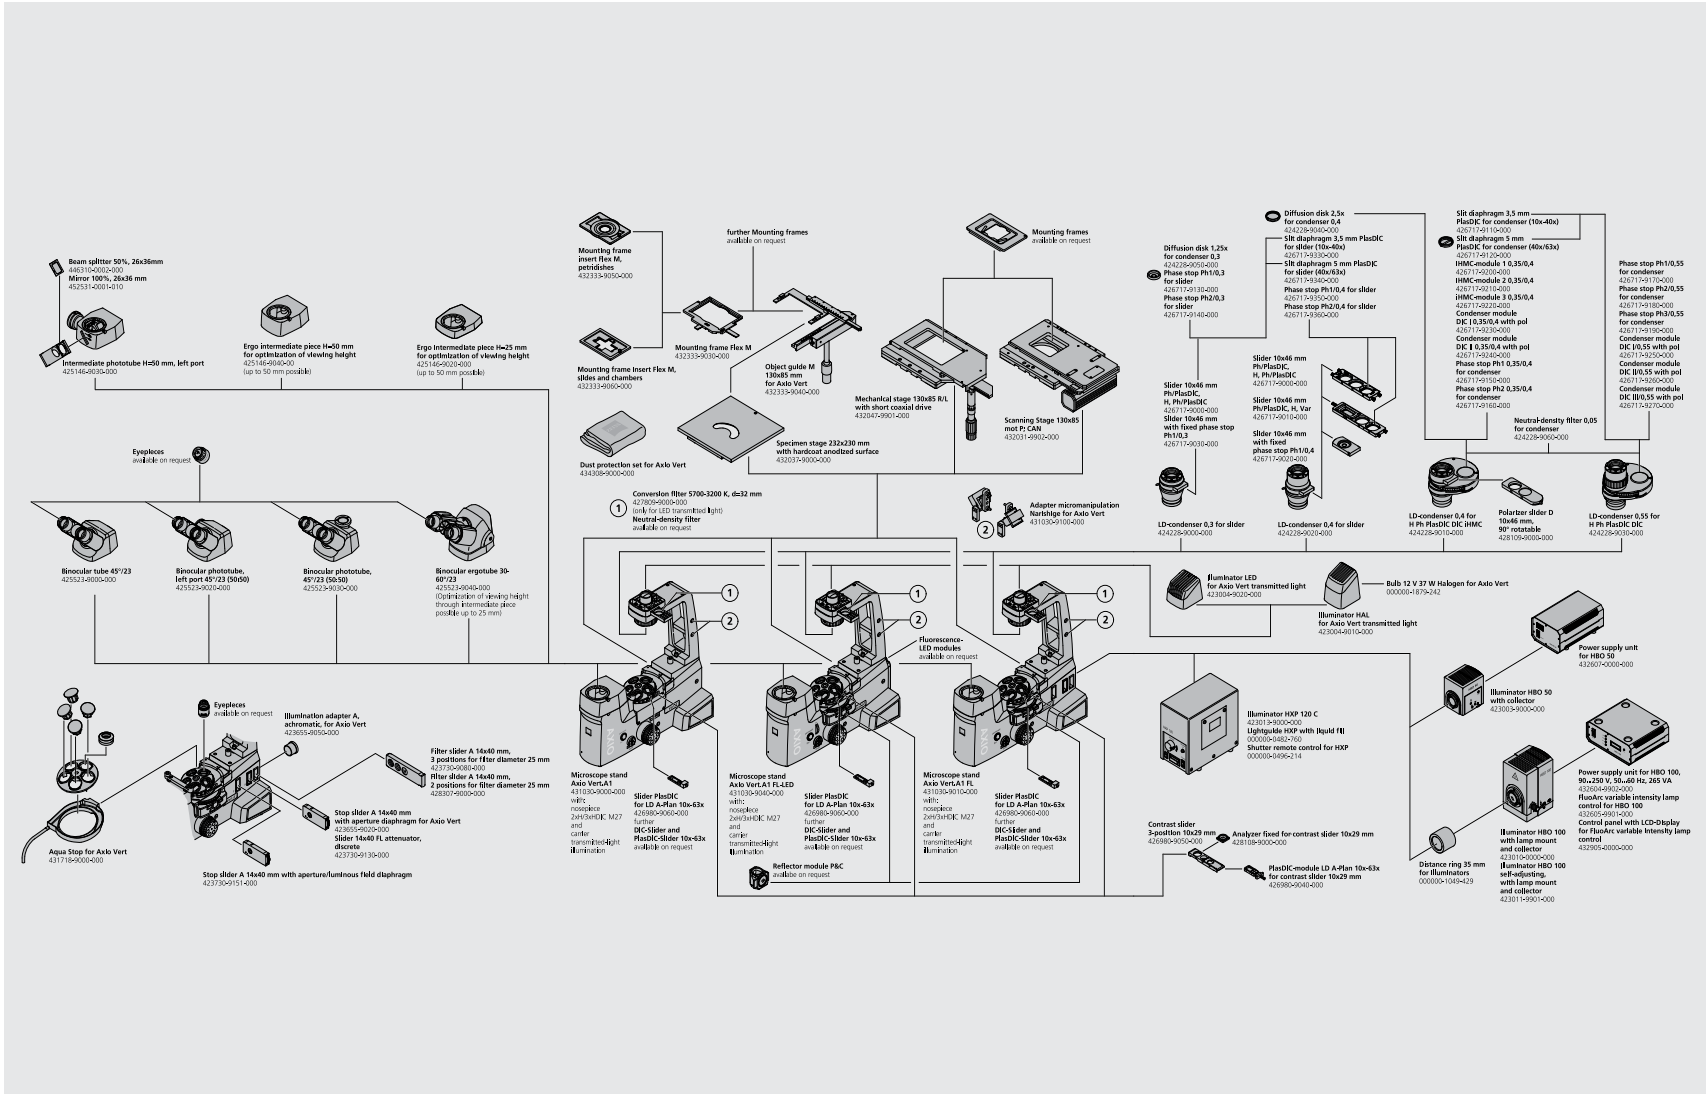 Beam splitter 50%, 26x36mm
446310-0002-000
Mirror 100%, 26x36 mm
452531-0001-010
Intermediate phototube H=50 mm, left port
425146-9030-000
Ergo intermediate piece H=50 mm
for optimization of viewing height
425146-9040-00
(up to 50 mm possible)
Ergo Intermediate piece H=25 mm
for optimization of viewing height
425146-9020-000
(up to 50 mm possible)
Eyepieces
available on request
Binocular tube 45°/23
425523-9000-000
Binocular phototube,
left port 45°/23 (50:50)
425523-9020-000
Binocular phototube,
45°/23 (50:50)
425523-9030-000
Binocular ergotube 30-
60°/23
425523-9040-000
(Optimization of viewing height
through intermediate piece
possible up to 25 mm)
Mounting frame
insert Flex M,
petridishes
432333-9050-000
Mounting frame Insert Flex M,
slides and chambers
432333-9060-000
further Mounting frames
available on request
Mounting frame Flex M
432333-9030-000
Object guide M
130x85 mm
for Axio Vert
432333-9040-000
Dust protection set for Axio Vert
434308-9000-000
Specimen stage 232x230 mm
with hardcoat anodized surface
432037-9000-000
Mounting frames
available on request
Mechanical stage 130x85 R/L
with short coaxial drive
432047-9901-000
Scanning Stage 130x85
mot P; CAN
432031-9902-000
1
Conversion filter 5700-3200 K, d=32 mm
427809-9000-000
(only for LED transmitted light)
Neutral-density filter
available on request
2
Adapter micromanipulation
Narishige for Axio Vert
431030-9100-000
Diffusion disk 1,25x
for condenser 0,3
424228-9050-000
Phase stop Ph1/0,3
for slider
426717-9130-000
Phase stop Ph2/0,3
for slider
426717-9140-000
Slider 10x46 mm
Ph/PlasDIC,
H, Ph/PlasDIC
426717-9000-000
Slider 10x46 mm
with fixed phase stop
Ph1/0,3
426717-9030-000
LD-condenser 0,3 for slider
424228-9000-000
Diffusion disk 2,5x
for condenser 0,4
424228-9040-000
Slit diaphragm 3,5 mm PlasDIC
for slider (10x-40x)
426717-9330-000
Slit diaphragm 5 mm PlasDIC
for slider (40x/63x)
426717-9340-000
Phase stop Ph1/0,4 for slider
426717-9350-000
Phase stop Ph2/0,4 for slider
426717-9360-000
Slider 10x46 mm
Ph/PlasDIC,
H, Ph/PlasDIC
426717-9000-000
Slider 10x46 mm
Ph/PlasDIC, H, Var
426717-9010-000
Slider 10x46 mm
with fixed
phase stop Ph1/0,4
426717-9020-000
LD-condenser 0,4 for slider
424228-9020-000
Slit diaphragm 3,5 mm
PlasDIC for condenser (10x-40x)
426717-9110-000
Slit diaphragm 5 mm
PlasDIC for condenser (40x/63x)
426717-9120-000
iHMC-module 1 0,35/0,4
426717-9200-000
iHMC-module 2 0,35/0,4
426717-9210-000
iHMC-module 3 0,35/0,4
426717-9220-000
Condenser module
DIC I 0,35/0,4 with pol
426717-9230-000
Condenser module
DIC II 0,35/0,4 with pol
426717-9240-000
Phase stop Ph1 0,35/0,4
for condenser
426717-9150-000
Phase stop Ph2 0,35/0,4
for condenser
426717-9160-000
Phase stop Ph1/0,55
for condenser
426717-9170-000
Phase stop Ph2/0,55
for condenser
426717-9180-000
Phase stop Ph3/0,55
for condenser
426717-9190-000
Condenser module
DIC I/0,55 with pol
426717-9250-000
Condenser module
DIC II/0,55 with pol
426717-9260-000
Condenser module
DIC III/0,55 with pol
426717-9270-000
Neutral-density filter 0,05
for condenser
424228-9060-000
LD-condenser 0,4 for
H Ph PlasDIC DIC iHMC
424228-9010-000
Polarizer slider D
10x46 mm,
90° rotatable
428109-9000-000
LD-condenser 0,55 for
H Ph PlasDIC DIC
424228-9030-000
Illuminator LED
for Axio Vert transmitted light
423004-9020-000
Bulb 12 V 37 W Halogen for Axio Vert
000000-1879-242
Illuminator HAL
for Axio Vert transmitted light
423004-9010-000
1
2
1
2
1
2
Fluorescence-
LED modules
available on request
Eyepieces
available on request
Illumination adapter A,
achromatic, for Axio Vert
423655-9050-000
Filter slider A 14x40 mm,
3 positions for filter diameter 25 mm
423730-9080-000
Filter slider A 14x40 mm,
2 positions for filter diameter 25 mm
428307-9000-000
Stop slider A 14x40 mm
with aperture diaphragm for Axio Vert
423655-9020-000
Slider 14x40 FL attenuator,
discrete
423730-9130-000
Aqua Stop for Axio Vert
431718-9000-000
Stop slider A 14x40 mm with aperture/luminous field diaphragm
423730-9151-000
Microscope stand
Axio Vert.A1
431030-9000-000
with:
nosepiece
2xH/3xHDIC M27
and
carrier
transmitted-light
illumination
Slider PlasDIC
for LD A-Plan 10x-63x
426980-9060-000
further
DIC-Slider and
PlasDIC-Slider 10x-63x
available on request
Microscope stand
Axio Vert.A1 FL-LED
431030-9040-000
with:
nosepiece
2xH/3xHDIC M27
and
carrier
transmitted-light
illumination
Slider PlasDIC
for LD A-Plan 10x-63x
426980-9060-000
further
DIC-Slider and
PlasDIC-Slider 10x-63x
available on request
Microscope stand
Axio Vert.A1 FL
431030-9010-000
with:
nosepiece
2xH/3xHDIC M27
and
carrier
transmitted-light
illumination
Slider PlasDIC
for LD A-Plan 10x-63x
426980-9060-000
further
DIC-Slider and
PlasDIC-Slider 10x-63x
available on request
Reflector module P&C
availabe on request
Illuminator HXP 120 C
423013-9000-000
Lightguide HXP with liquid fill
000000-0482-760
Shutter remote control for HXP
000000-0496-214
Contrast slider
3-position 10x29 mm
426980-9050-000
Analyzer fixed for contrast slider 10x29 mm
428108-9000-000
PlasDIC-module LD A-Plan 10x-63x
for contrast slider 10x29 mm
426980-9040-000
Power supply unit
for HBO 50
432607-0000-000
Illuminator HBO 50
with collector
423003-9000-000
Distance ring 35 mm
for Illuminators
000000-1049-429
Illuminator HBO 100
with lamp mount
and collector
423010-0000-000
Illuminator HBO 100
self-adjusting,
with lamp mount
and collector
423011-9901-000
Power supply unit for HBO 100,
90...250 V, 50...60 Hz, 265 VA
432604-9902-000
FluoArc variable intensity lamp
control for HBO 100
432605-9901-000
Control panel with LCD-Display
for FluoArc variable Intensity lamp
control
432905-0000-000